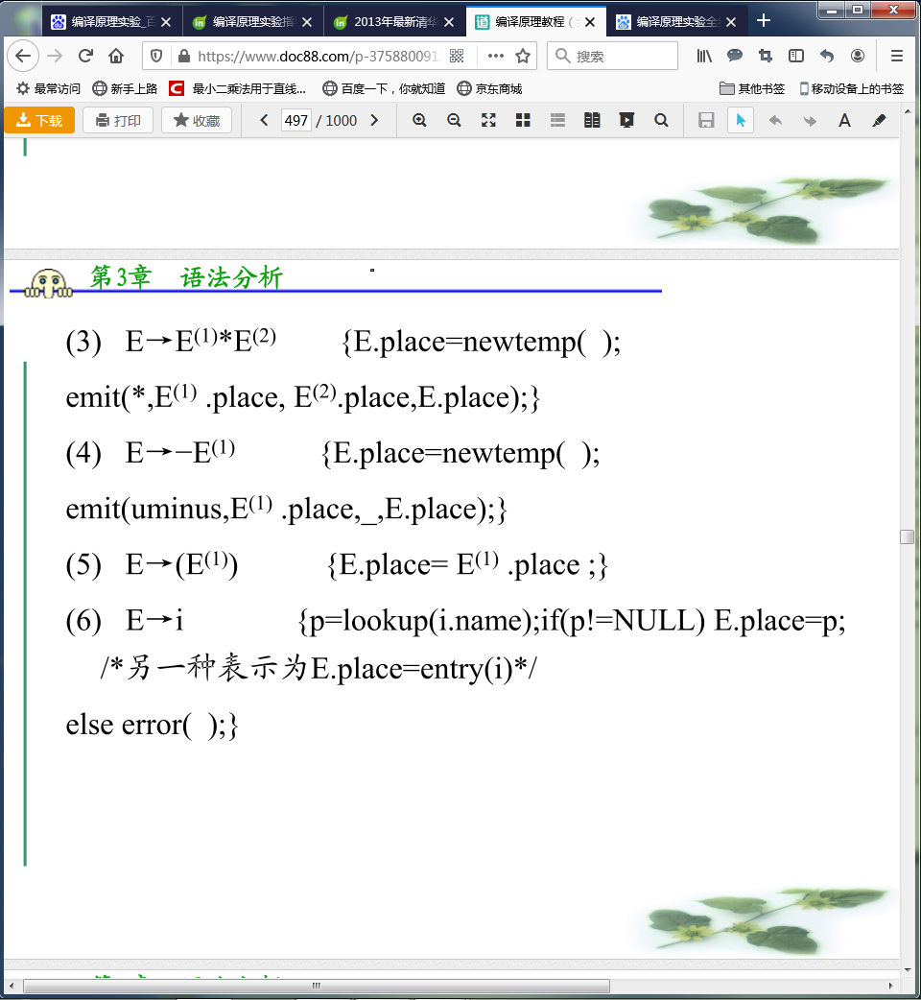 编译原理实验_百
编译原理实验指
2013年最新清华
编译原理教程（
编译原理实验全
https://www.doc88.com/p-3758800917
搜索
最常访问 新手上路 最小二乘法用于直线... 百度一下，你就知道 京东商城 其他书签 移动设备上的书签
下载 打印 收藏 497 / 1000 A
第3章 语法分析
(3) E→E(1)*E(2) {E.place=newtemp( );
emit(*,E(1) .place, E(2).place,E.place);}
(4) E→−E(1) {E.place=newtemp( );
emit(uminus,E(1) .place,_,E.place);}
(5) E→(E(1)) {E.place= E(1) .place ;}
(6) E→i {p=lookup(i.name);if(p!=NULL) E.place=p;
/*另一种表示为E.place=entry(i)*/
else error( );}